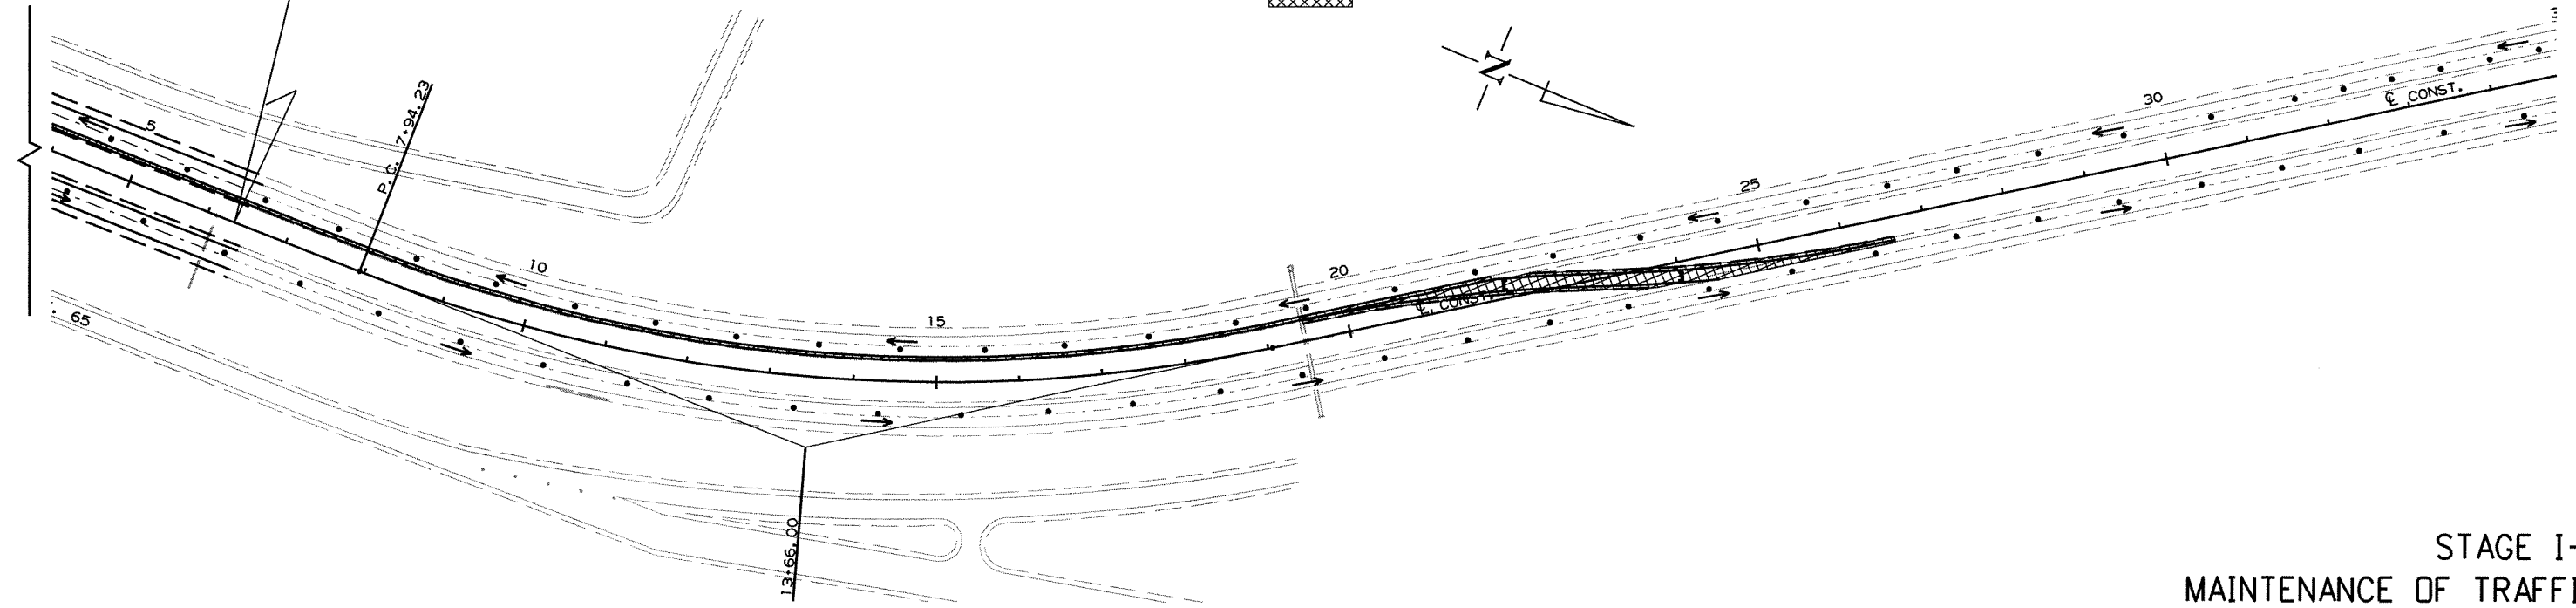 5
P.C. 7+94.23
N
30
℄ CONST.
25
10
20
15
℄ CONST.
65
13+66.00
STAGE I-
MAINTENANCE OF TRAFFI